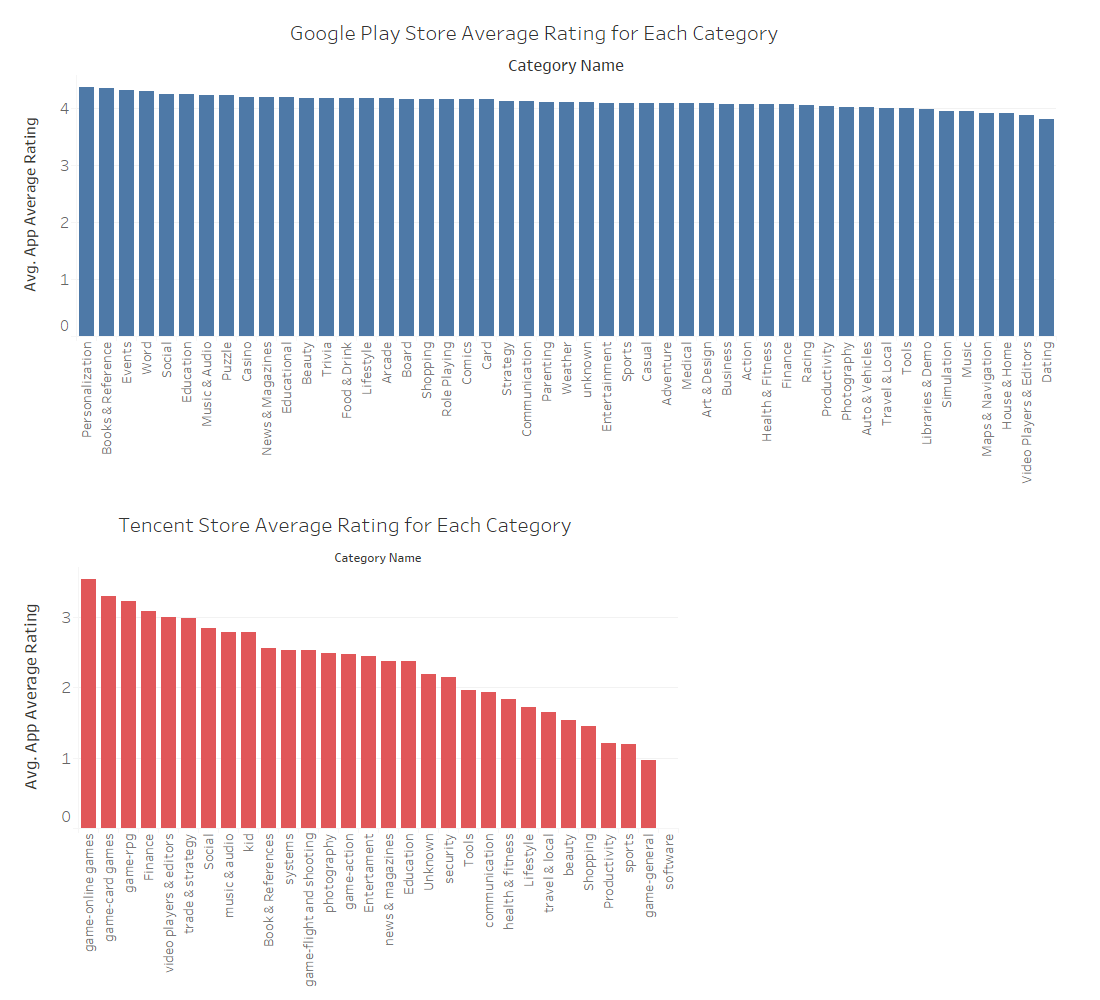 Google Play Store Average Rating for Each Category
Category Name
Avg. App Average Rating
4
3
2
1
0
Personalization
Books & Reference
Events
Word
Social
Education
Music & Audio
Puzzle
Casino
News & Magazines
Educational
Beauty
Trivia
Food & Drink
Lifestyle
Arcade
Board
Shopping
Role Playing
Comics
Card
Strategy
Communication
Parenting
Weather
unknown
Entertainment
Sports
Casual
Adventure
Medical
Art & Design
Business
Action
Health & Fitness
Finance
Racing
Productivity
Photography
Auto & Vehicles
Travel & Local
Tools
Libraries & Demo
Simulation
Music
Maps & Navigation
House & Home
Video Players & Editors
Dating
Tencent Store Average Rating for Each Category
Category Name
Avg. App Average Rating
3
2
1
0
game-online games
game-card games
game-rpg
Finance
video players & editors
trade & strategy
Social
music & audio
kid
Book & References
systems
game-flight and shooting
photography
game-action
Entertament
news & magazines
Education
Unknown
security
Tools
communication
health & fitness
Lifestyle
travel & local
beauty
Shopping
Productivity
sports
game-general
software